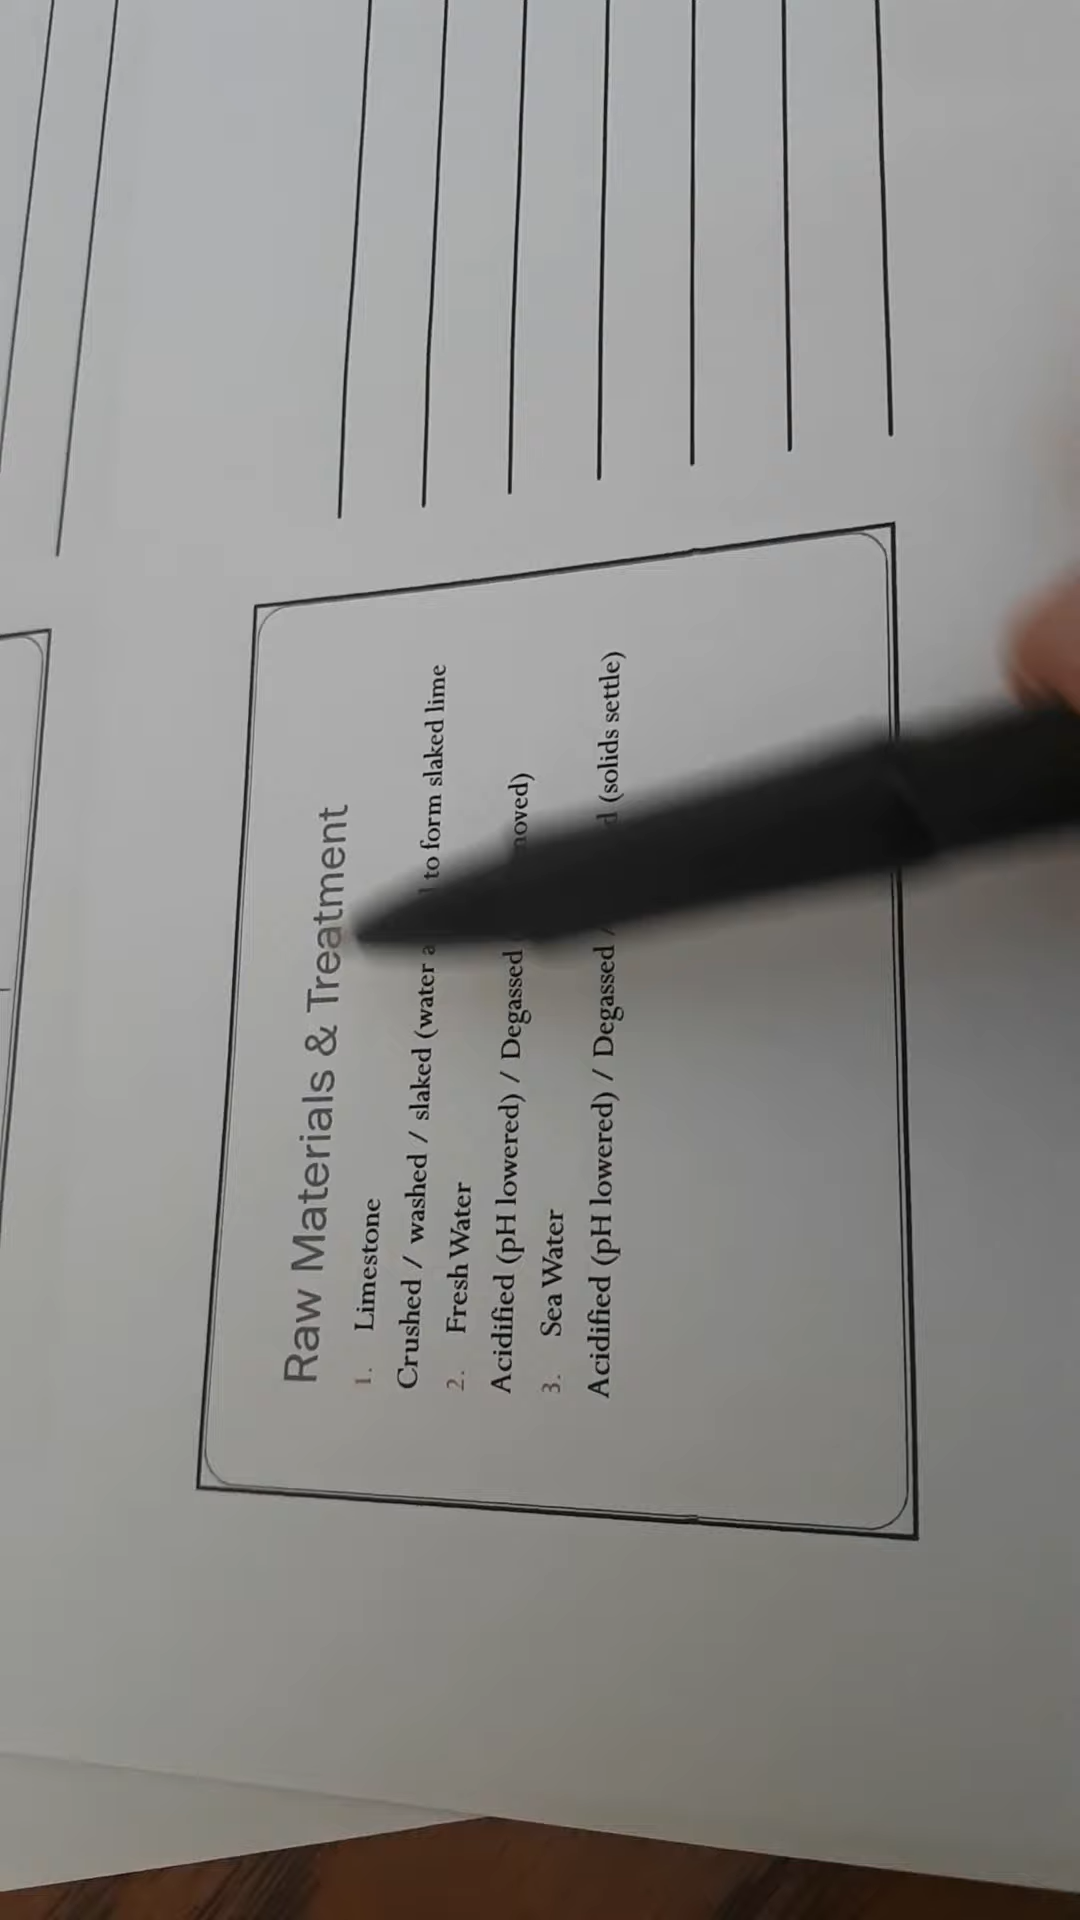 Raw Materials & Treatment
1. Limestone
Crushed / washed / slaked (water to form slaked lime
2. Fresh Water
Acidified (pH lowered) / Degassed
3. Sea Water
Acidified (pH lowered) / Degassed / (solids settle)